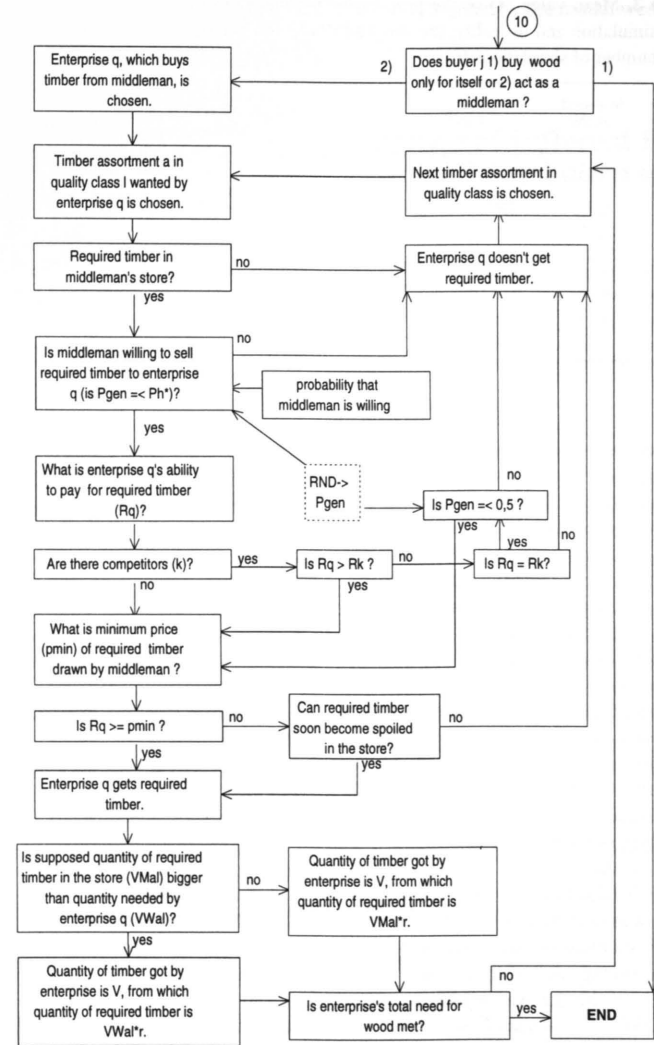 10
Enterprise q, which buys
timber from middleman, is
chosen.
2)
Does buyer j 1) buy wood
only for itself or 2) act as a
middleman ?
1)
Timber assortment a in
quality class l wanted by
enterprise q is chosen.
Next timber assortment in
quality class is chosen.
Required timber in
middleman's store?
no
Enterprise q doesn't get
required timber.
yes
Is middleman willing to sell
required timber to enterprise
q (is Pgen =< Ph*)?
no
probability that
middleman is willing
yes
What is enterprise q's ability
to pay for required timber
(Rq)?
RND->
Pgen
no
Is Pgen =< 0,5 ?
yes
no
Are there competitors (k)?
yes
Is Rq > Rk ?
no
yes
Is Rq = Rk?
no
yes
What is minimum price
(pmin) of required timber
drawn by middleman ?
Is Rq >= pmin ?
no
Can required timber
soon become spoiled
in the store?
no
yes
yes
Enterprise q gets required
timber.
Is supposed quantity of required
timber in the store (VMal) bigger
than quantity needed by
enterprise q (VWal)?
no
Quantity of timber got by
enterprise is V, from which
quantity of required timber is
VMal*r.
yes
Quantity of timber got by
enterprise is V, from which
quantity of required timber is
VWal*r.
Is enterprise's total need for
wood met?
no
yes
END